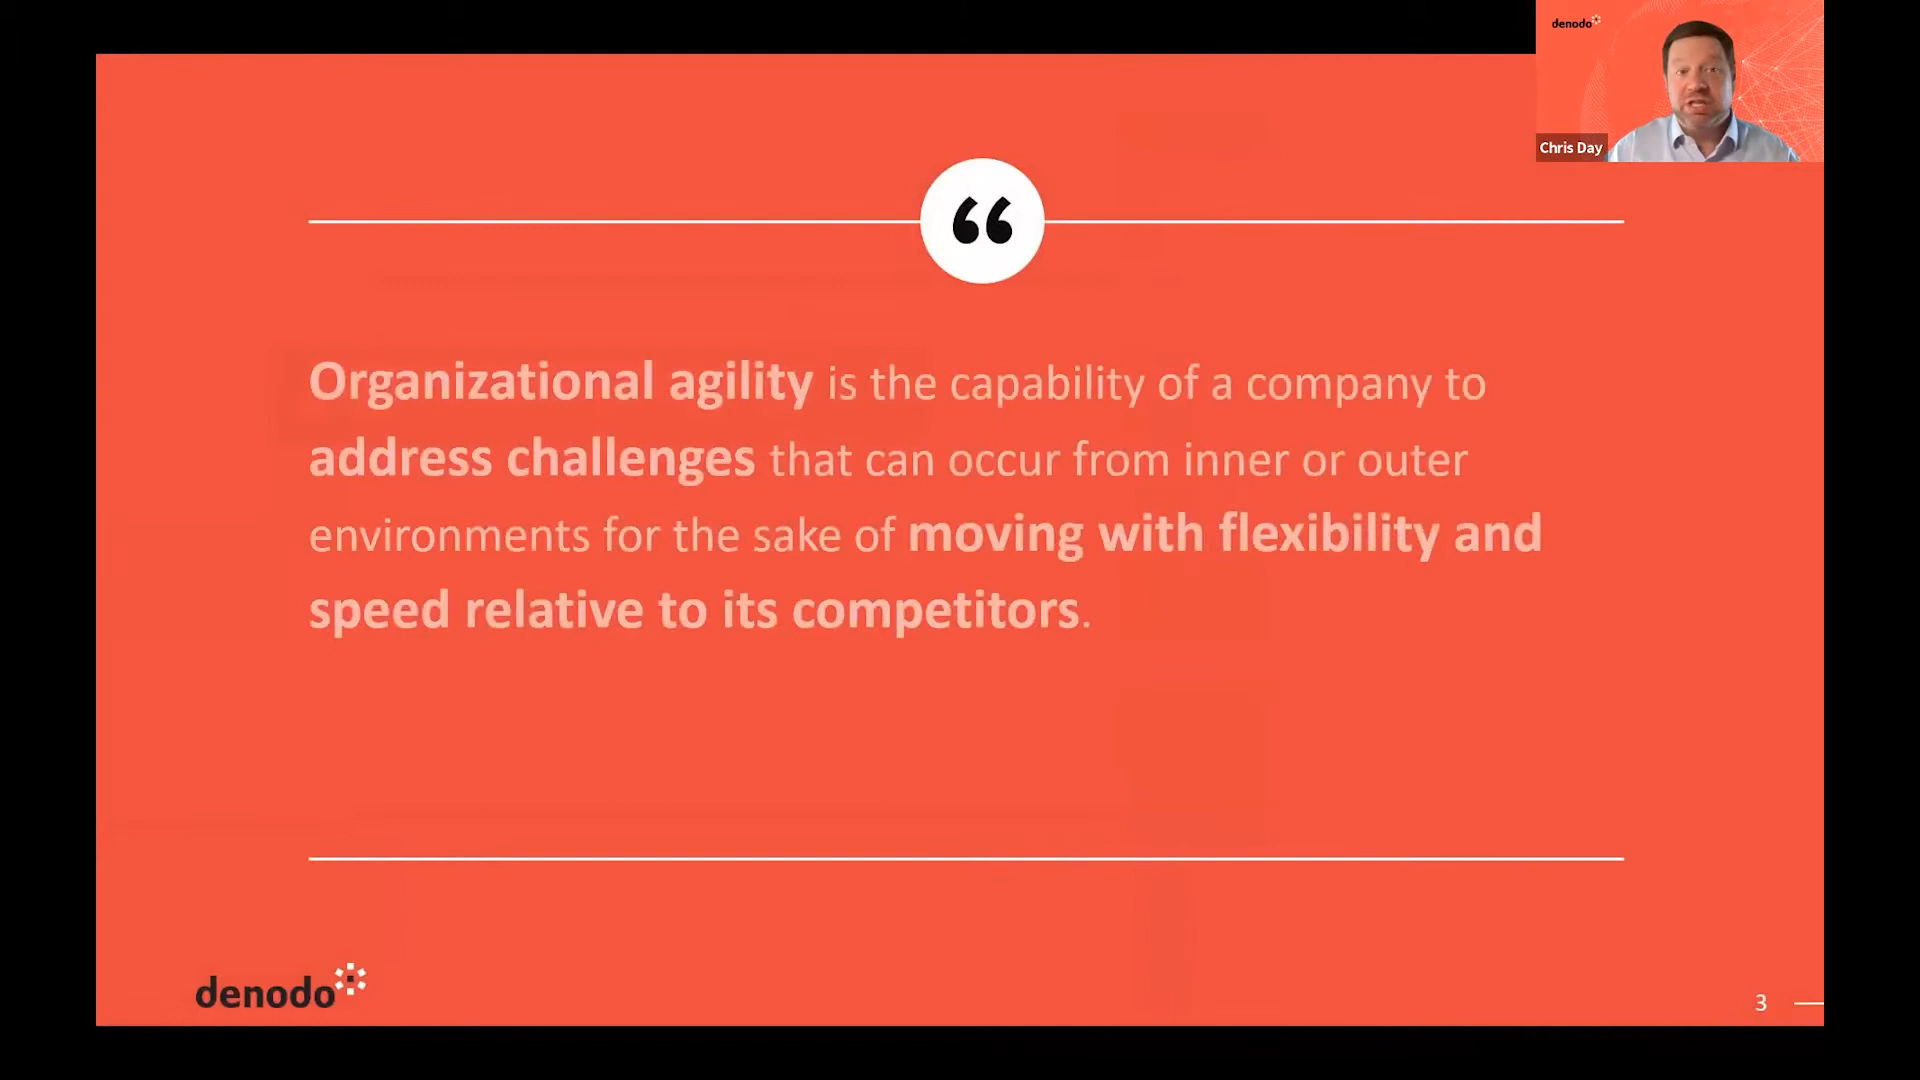 denodo
Chris Day
“
Organizational agility is the capability of a company to
address challenges that can occur from inner or outer
environments for the sake of moving with flexibility and
speed relative to its competitors.
denodo
3